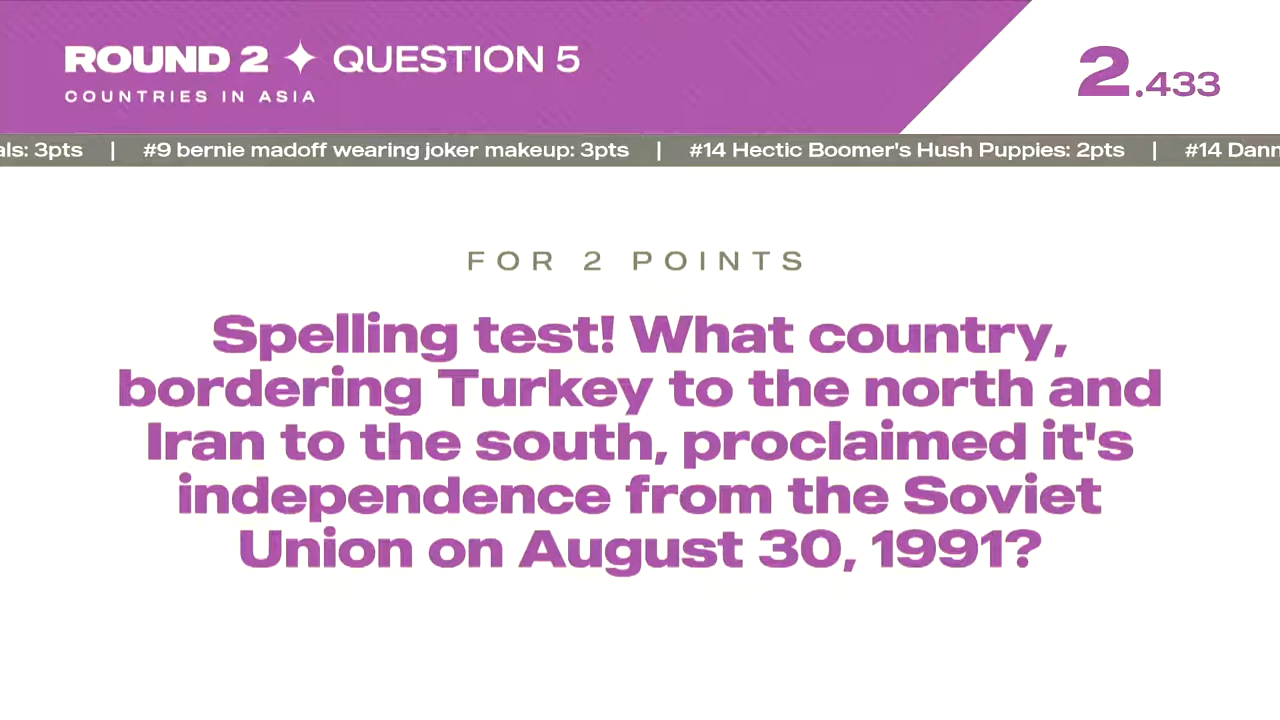 ROUND 2 ✦ QUESTION 5
COUNTRIES IN ASIA
2.433
als: 3pts | #9 bernie madoff wearing joker makeup: 3pts | #14 Hectic Boomer's Hush Puppies: 2pts | #14 Dann
FOR 2 POINTS
Spelling test! What country,
bordering Turkey to the north and
Iran to the south, proclaimed it's
independence from the Soviet
Union on August 30, 1991?